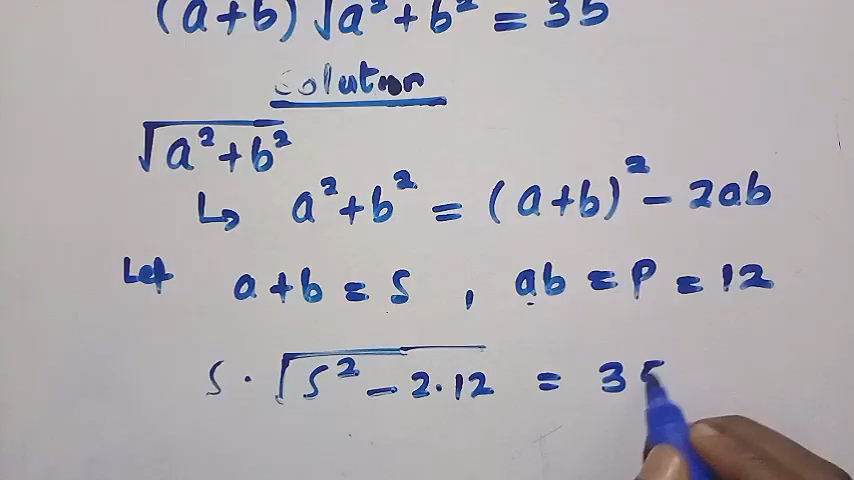 (a+b)√a²+b² = 35
Solution
√a²+b²
↳ a²+b² = (a+b)² - 2ab
Let a+b = S , ab = P = 12
S · √S² - 2·12 = 35